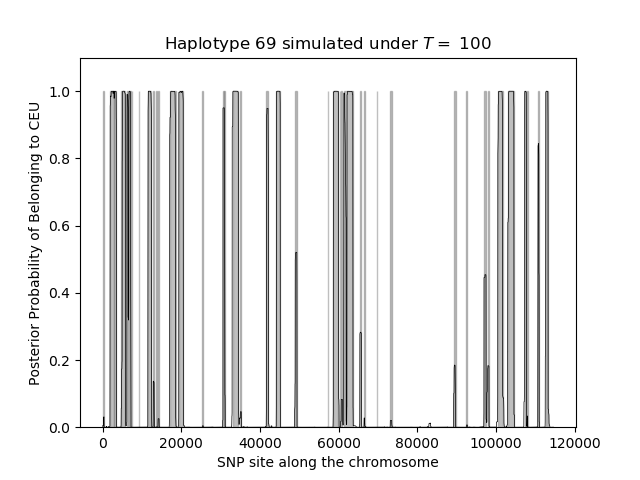 Haplotype 69 simulated under T = 100
Posterior Probability of Belonging to CEU
1.0
0.8
0.6
0.4
0.2
0.0
0 20000 40000 60000 80000 100000 120000
SNP site along the chromosome